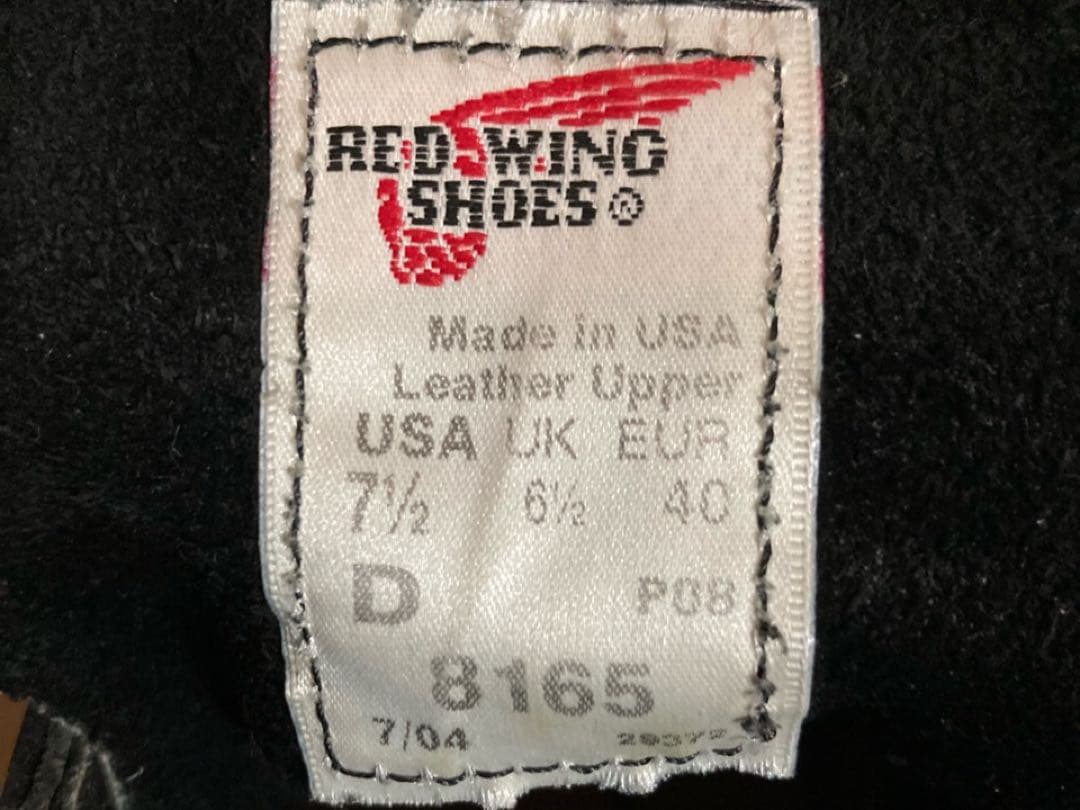 RED WING
SHOES®
Made in USA
Leather Upper
USA UK EUR
7½ 6½ 40
D P08
8165
7/04